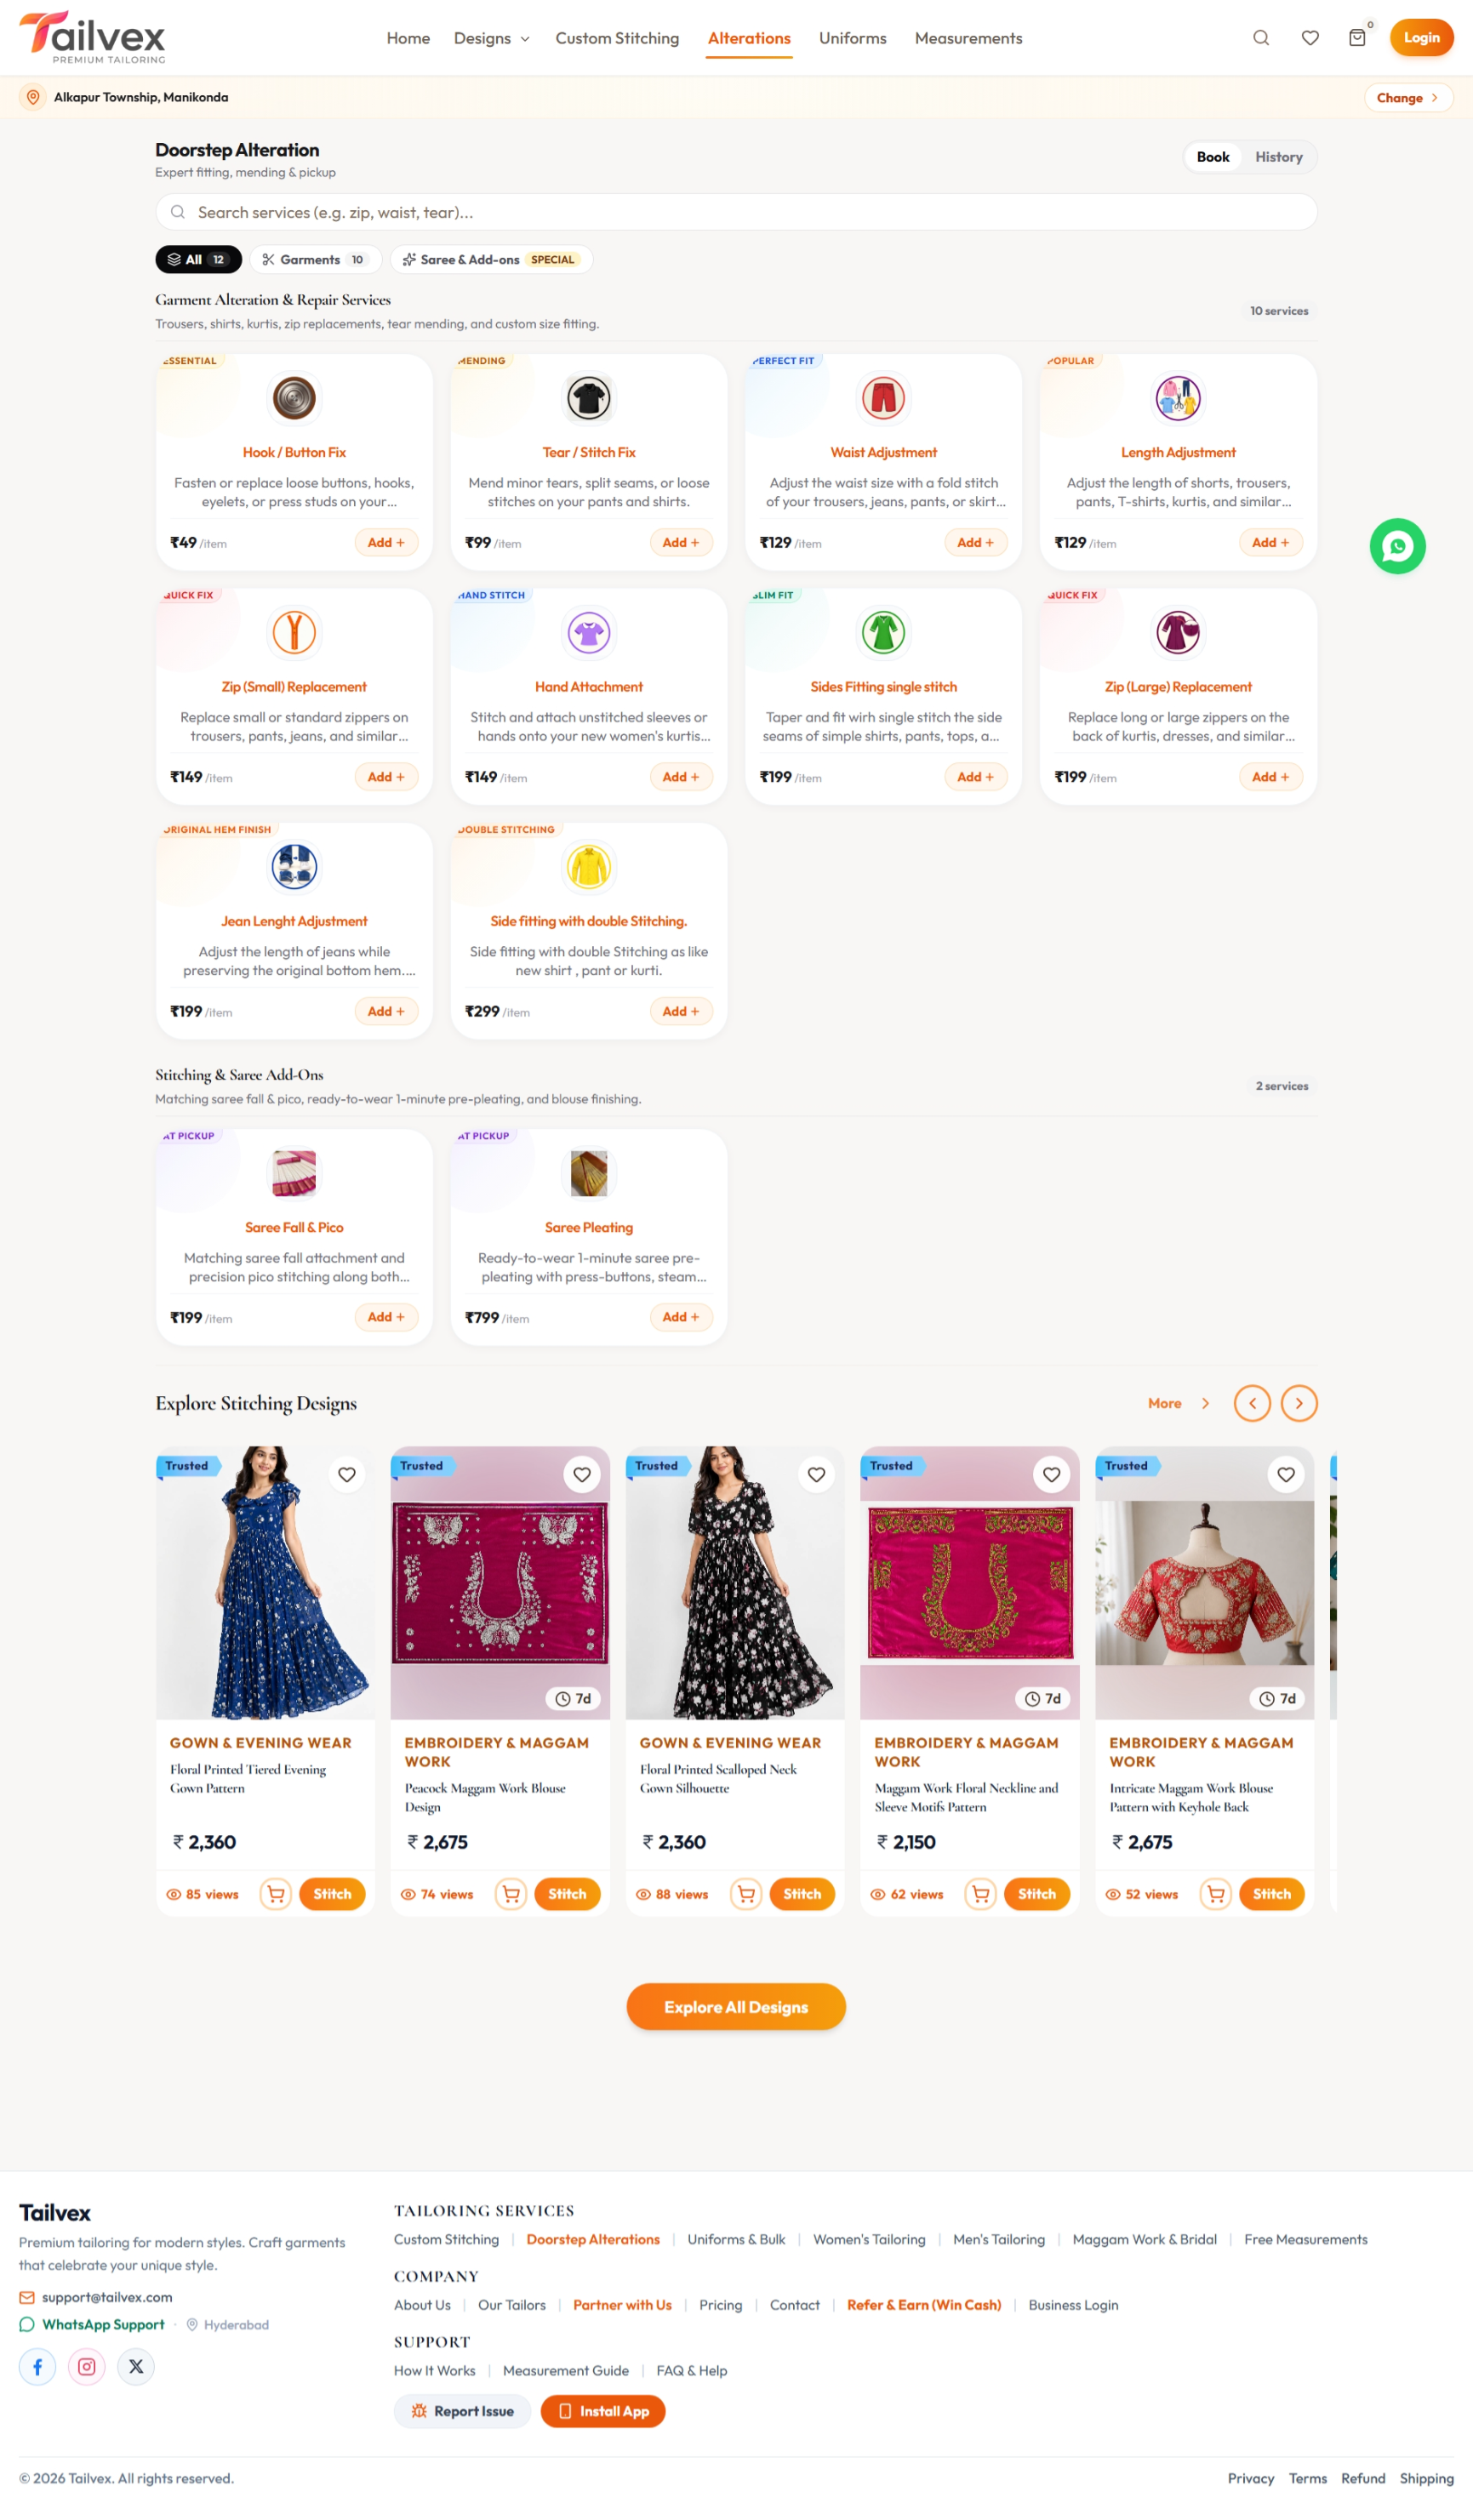 Tailvex
PREMIUM TAILORING
Home
Designs
Custom Stitching
Alterations
Uniforms
Measurements
0
Login
Alkapur Township, Manikonda
Change
Doorstep Alteration
Expert fitting, mending & pickup
Book
History
Search services (e.g. zip, waist, tear)...
All 12
Garments 10
Saree & Add-ons SPECIAL
Garment Alteration & Repair Services
Trousers, shirts, kurtis, zip replacements, tear mending, and custom size fitting.
10 services
ESSENTIAL
Hook / Button Fix
Fasten or replace loose buttons, hooks,
eyelets, or press studs on your...
₹49 /item
Add +
MENDING
Tear / Stitch Fix
Mend minor tears, split seams, or loose
stitches on your pants and shirts.
₹99 /item
Add +
PERFECT FIT
Waist Adjustment
Adjust the waist size with a fold stitch
of your trousers, jeans, pants, or skirt...
₹129 /item
Add +
POPULAR
Length Adjustment
Adjust the length of shorts, trousers,
pants, T-shirts, kurtis, and similar...
₹129 /item
Add +
QUICK FIX
Zip (Small) Replacement
Replace small or standard zippers on
trousers, pants, jeans, and similar...
₹149 /item
Add +
HAND STITCH
Hand Attachment
Stitch and attach unstitched sleeves or
hands onto your new women's kurtis...
₹149 /item
Add +
SLIM FIT
Sides Fitting single stitch
Taper and fit wirh single stitch the side
seams of simple shirts, pants, tops, a...
₹199 /item
Add +
QUICK FIX
Zip (Large) Replacement
Replace long or large zippers on the
back of kurtis, dresses, and similar...
₹199 /item
Add +
ORIGINAL HEM FINISH
Jean Lenght Adjustment
Adjust the length of jeans while
preserving the original bottom hem....
₹199 /item
Add +
DOUBLE STITCHING
Side fitting with double Stitching.
Side fitting with double Stitching as like
new shirt , pant or kurti.
₹299 /item
Add +
Stitching & Saree Add-Ons
Matching saree fall & pico, ready-to-wear 1-minute pre-pleating, and blouse finishing.
2 services
AT PICKUP
Saree Fall & Pico
Matching saree fall attachment and
precision pico stitching along both...
₹199 /item
Add +
AT PICKUP
Saree Pleating
Ready-to-wear 1-minute saree pre-
pleating with press-buttons, steam...
₹799 /item
Add +
Explore Stitching Designs
More
Trusted
GOWN & EVENING WEAR
Floral Printed Tiered Evening
Gown Pattern
₹ 2,360
85 views
Stitch
Trusted
7d
EMBROIDERY & MAGGAM
WORK
Peacock Maggam Work Blouse
Design
₹ 2,675
74 views
Stitch
Trusted
GOWN & EVENING WEAR
Floral Printed Scalloped Neck
Gown Silhouette
₹ 2,360
88 views
Stitch
Trusted
7d
EMBROIDERY & MAGGAM
WORK
Maggam Work Floral Neckline and
Sleeve Motifs Pattern
₹ 2,150
62 views
Stitch
Trusted
7d
EMBROIDERY & MAGGAM
WORK
Intricate Maggam Work Blouse
Pattern with Keyhole Back
₹ 2,675
52 views
Stitch
Explore All Designs
Tailvex
Premium tailoring for modern styles. Craft garments
that celebrate your unique style.
support@tailvex.com
WhatsApp Support · Hyderabad
TAILORING SERVICES
Custom Stitching | Doorstep Alterations | Uniforms & Bulk | Women's Tailoring | Men's Tailoring | Maggam Work & Bridal | Free Measurements
COMPANY
About Us | Our Tailors | Partner with Us | Pricing | Contact | Refer & Earn (Win Cash) | Business Login
SUPPORT
How It Works | Measurement Guide | FAQ & Help
Report Issue
Install App
© 2026 Tailvex. All rights reserved.
Privacy Terms Refund Shipping